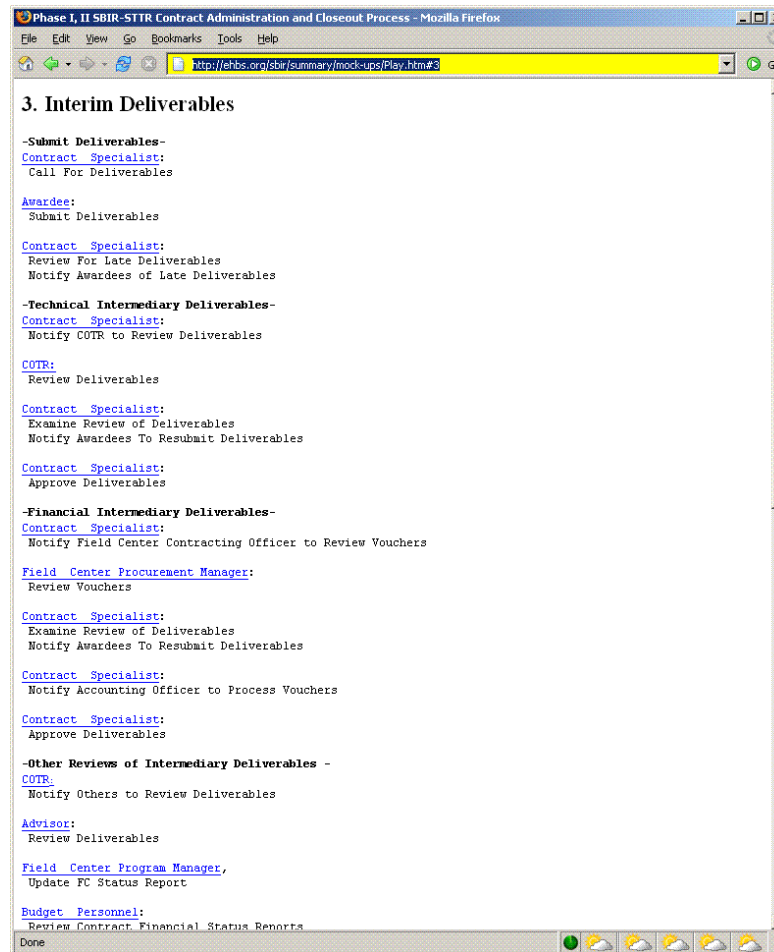 Phase I, II SBIR-STTR Contract Administration and Closeout Process - Mozilla Firefox
File Edit View Go Bookmarks Tools Help
http://ehbs.org/sbir/summary/mock-ups/Play.htm#3
G
3. Interim Deliverables
-Submit Deliverables-
Contract Specialist:
Call For Deliverables
Awardee:
Submit Deliverables
Contract Specialist:
Review For Late Deliverables
Notify Awardees of Late Deliverables
-Technical Intermediary Deliverables-
Contract Specialist:
Notify COTR to Review Deliverables
COTR:
Review Deliverables
Contract Specialist:
Examine Review of Deliverables
Notify Awardees To Resubmit Deliverables
Contract Specialist:
Approve Deliverables
-Financial Intermediary Deliverables-
Contract Specialist:
Notify Field Center Contracting Officer to Review Vouchers
Field Center Procurement Manager:
Review Vouchers
Contract Specialist:
Examine Review of Deliverables
Notify Awardees To Resubmit Deliverables
Contract Specialist:
Notify Accounting Officer to Process Vouchers
Contract Specialist:
Approve Deliverables
-Other Reviews of Intermediary Deliverables -
COTR:
Notify Others to Review Deliverables
Advisor:
Review Deliverables
Field Center Program Manager,
Update FC Status Report
Budget Personnel:
Review Contract Financial Status Reports
Done